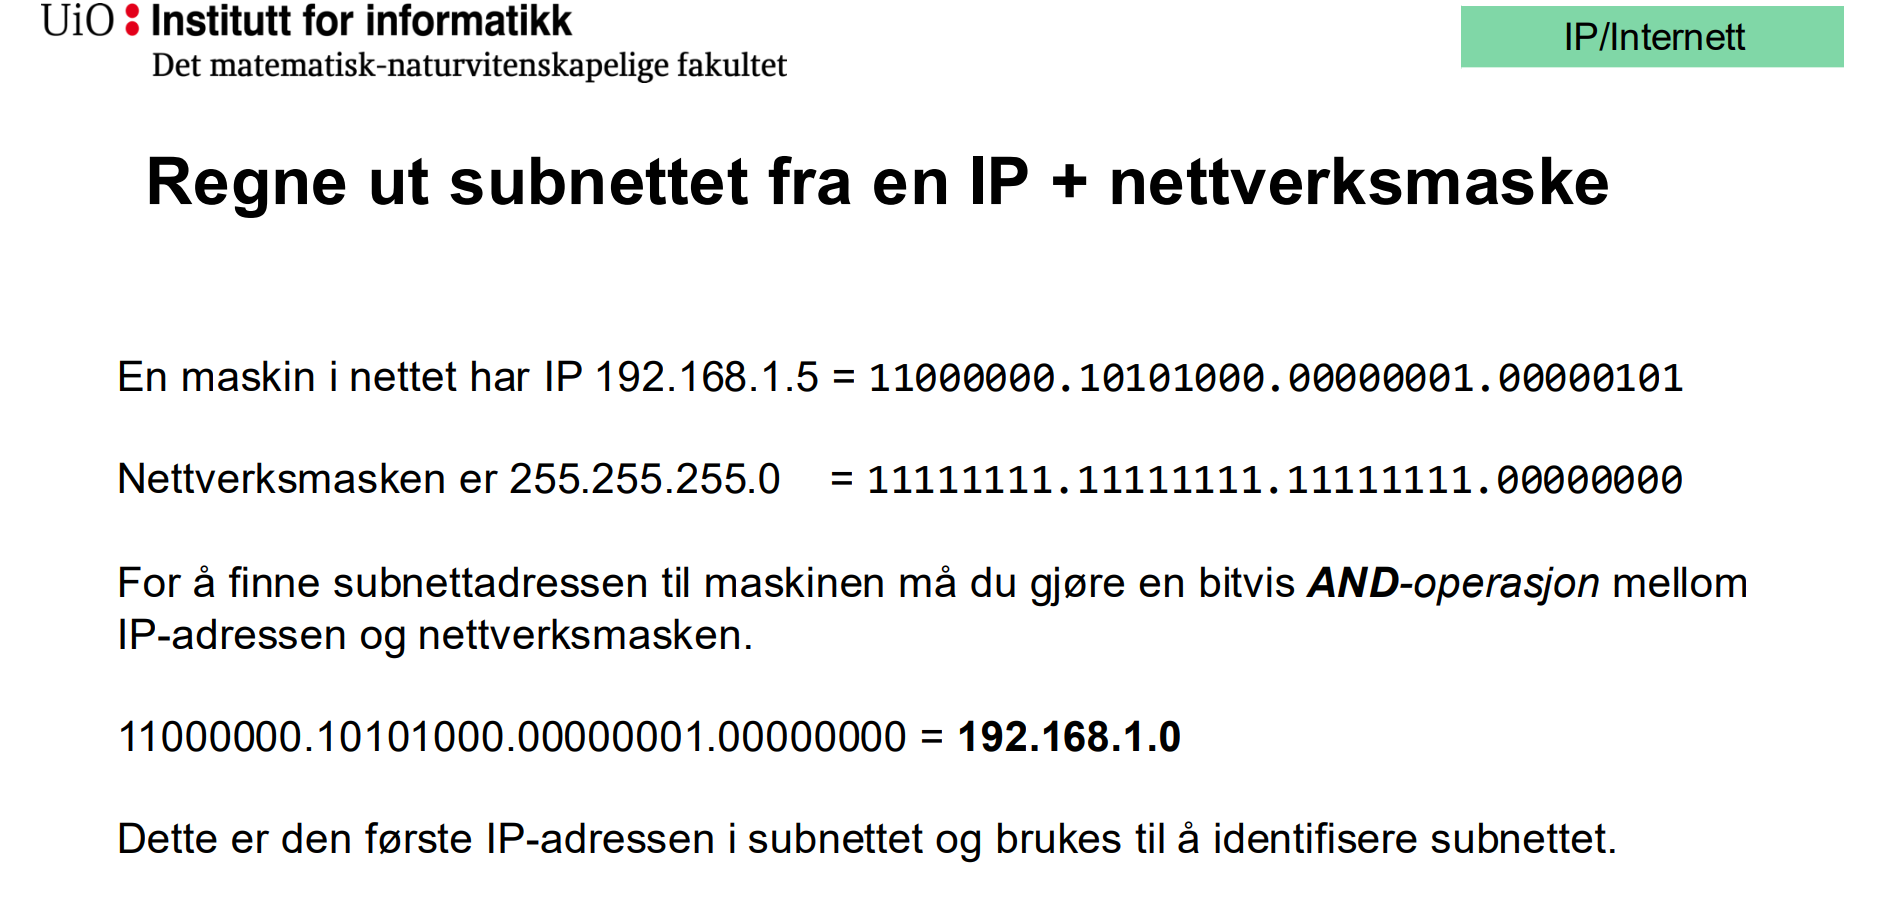 UiO Institutt for informatikk
Det matematisk-naturvitenskapelige fakultet
IP/Internett
Regne ut subnettet fra en IP + nettverksmaske
En maskin i nettet har IP 192.168.1.5 = 11000000.10101000.00000001.00000101
Nettverksmasken er 255.255.255.0 = 11111111.11111111.11111111.00000000
For å finne subnettadressen til maskinen må du gjøre en bitvis AND-operasjon mellom
IP-adressen og nettverksmasken.
11000000.10101000.00000001.00000000 = 192.168.1.0
Dette er den første IP-adressen i subnettet og brukes til å identifisere subnettet.